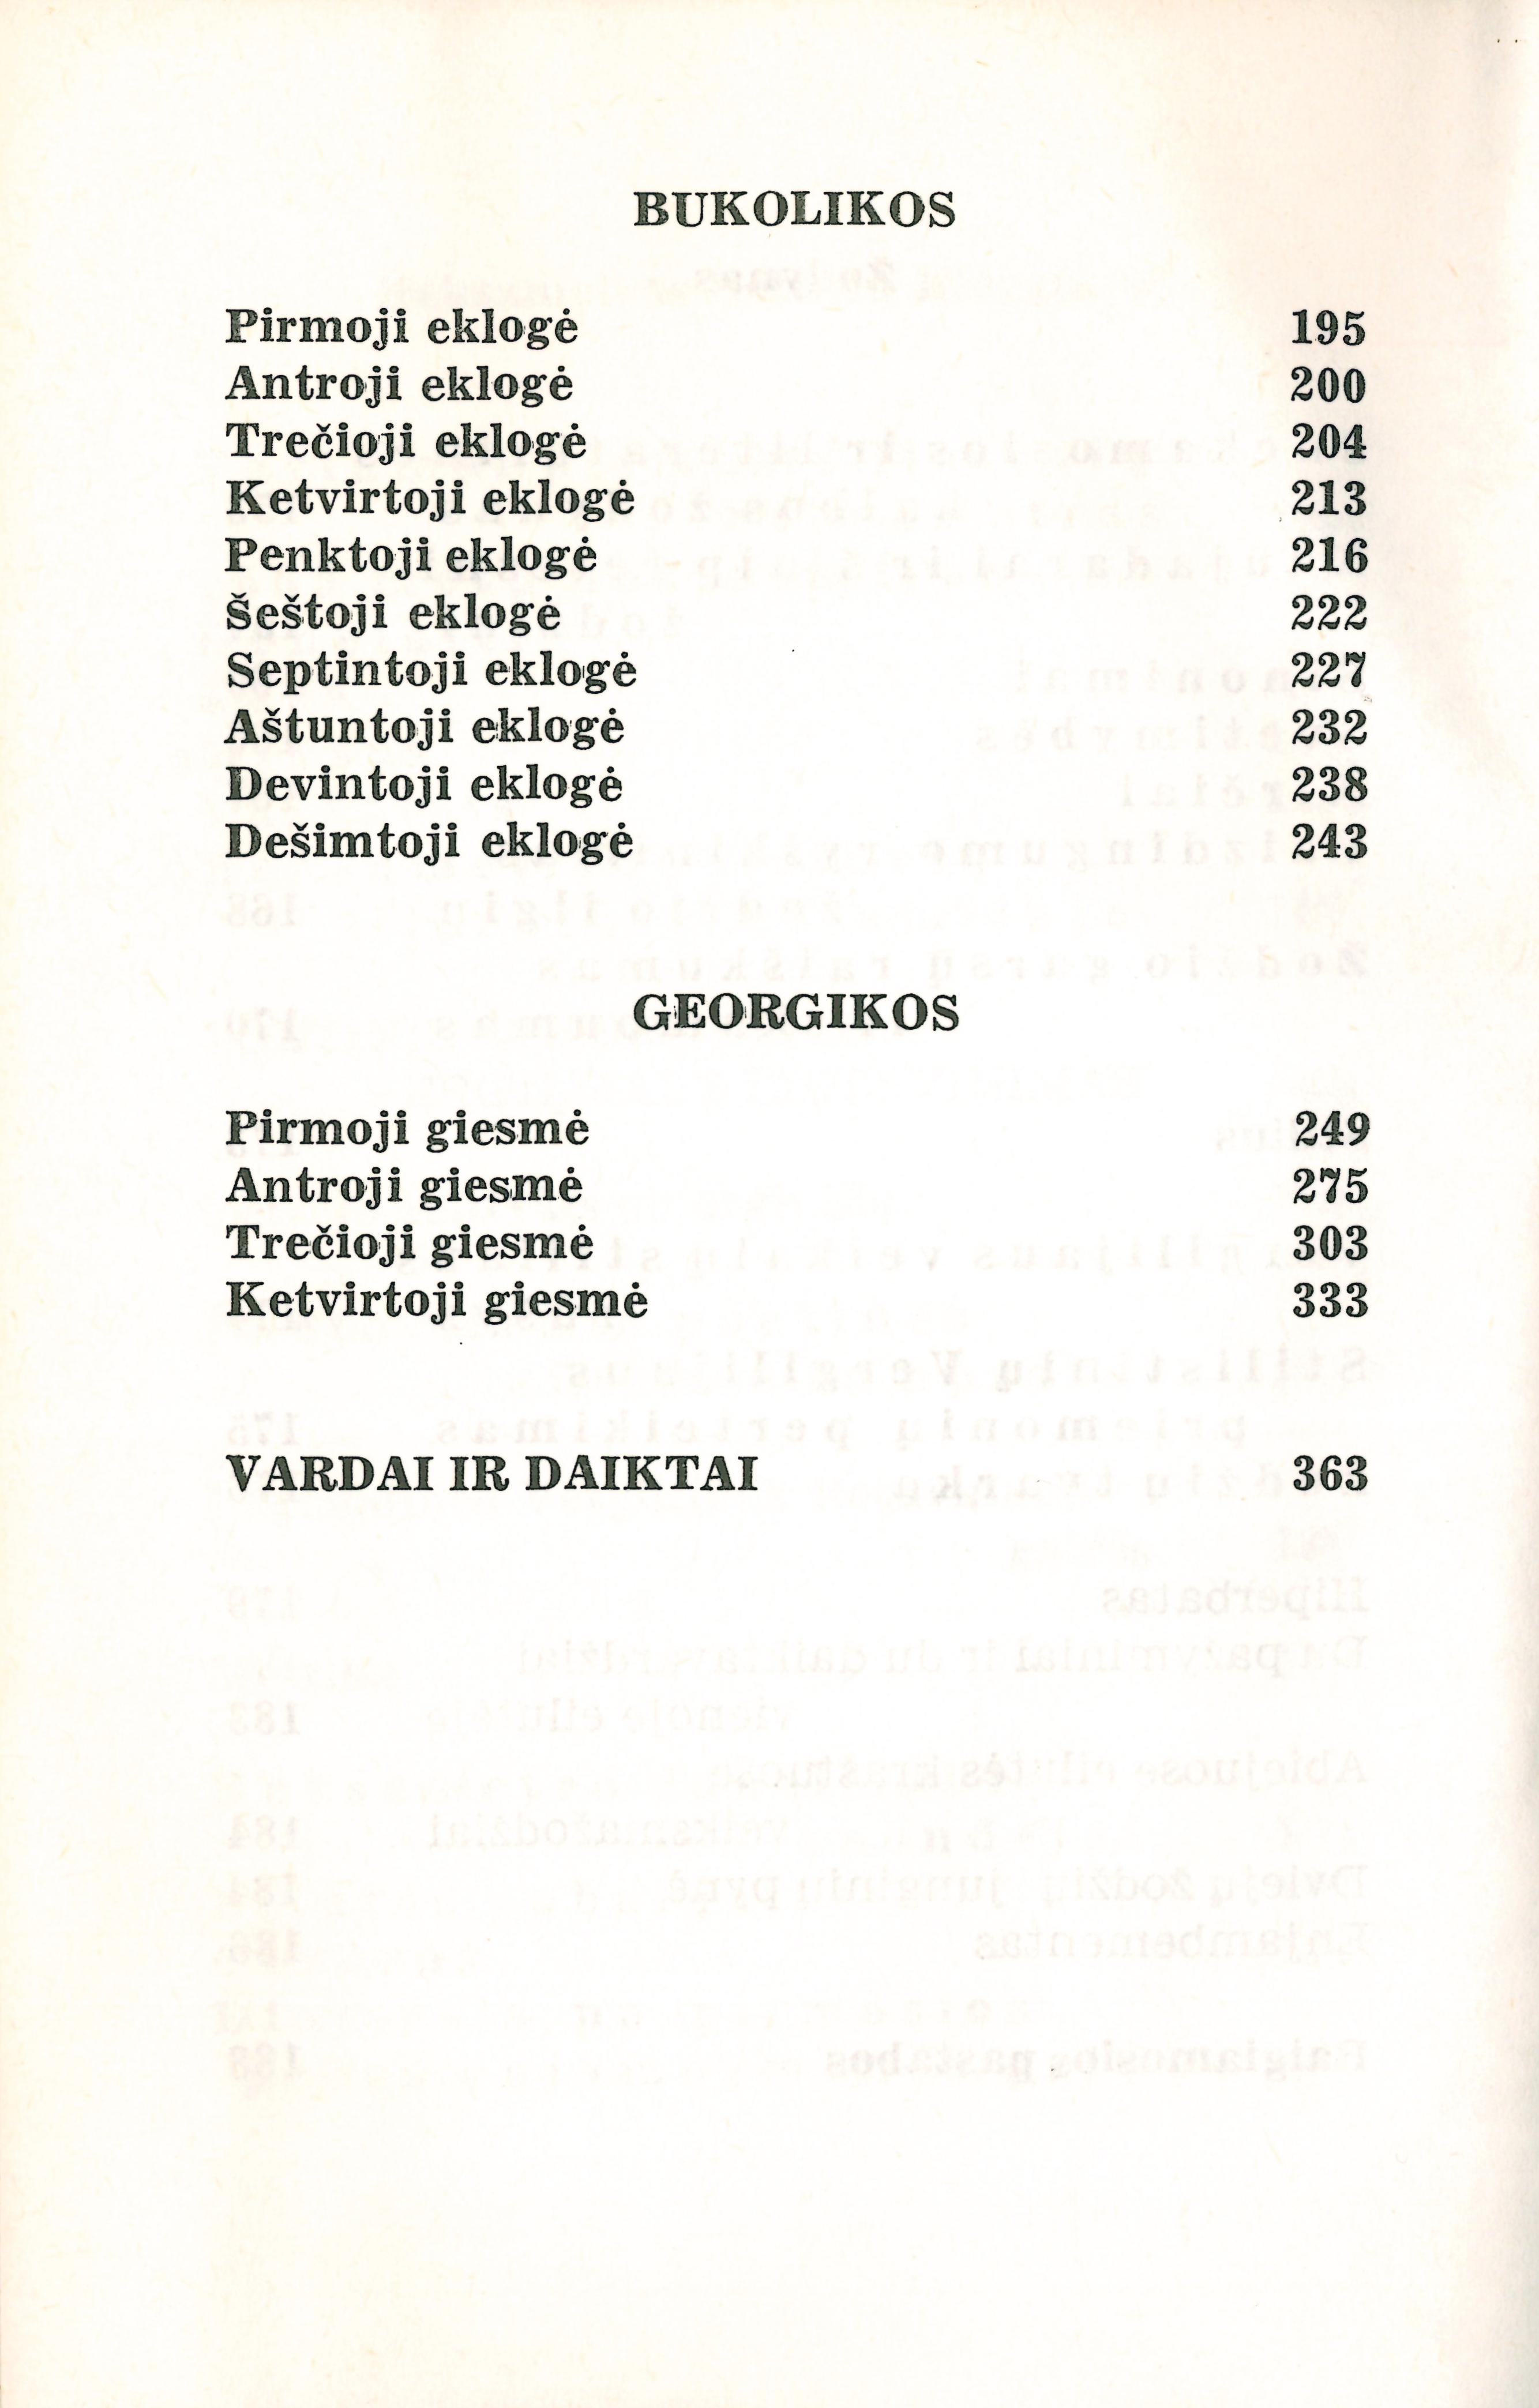 BUKOLIKOS
Pirmoji eklogė 195
Antroji eklogė 200
Trečioji eklogė 204
Ketvirtoji eklogė 213
Penktoji eklogė 216
Šeštoji eklogė 222
Septintoji eklogė 227
Aštuntoji eklogė 232
Devintoji eklogė 238
Dešimtoji eklogė 243
GEORGIKOS
Pirmoji giesmė 249
Antroji giesmė 275
Trečioji giesmė 303
Ketvirtoji giesmė 333
VARDAI IR DAIKTAI 363